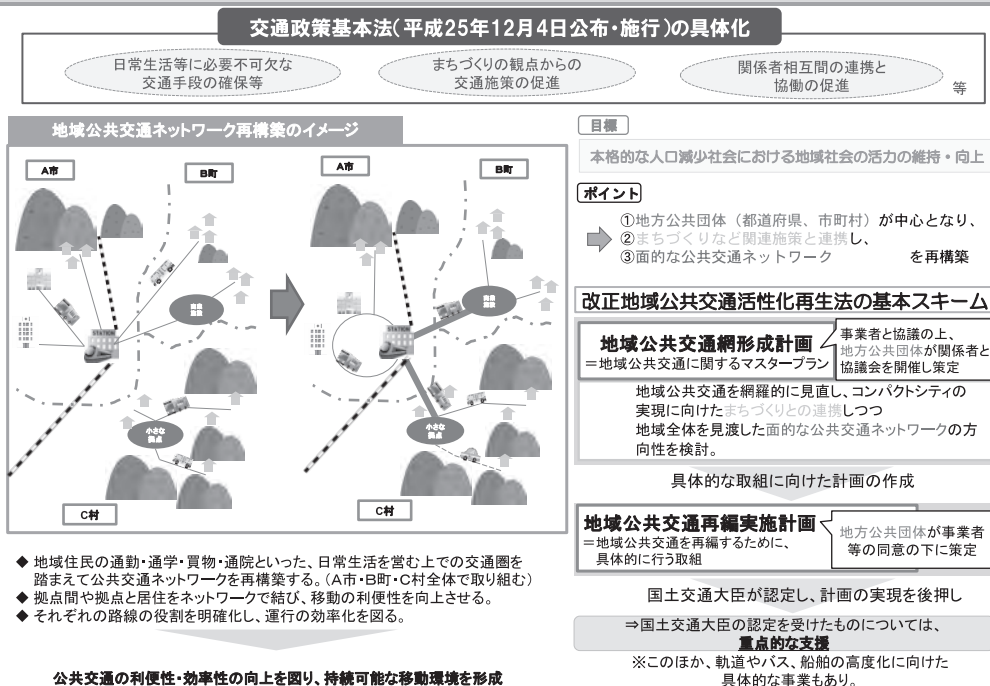 交通政策基本法(平成25年12月4日公布・施行)の具体化
日常生活等に必要不可欠な
交通手段の確保等
まちづくりの観点からの
交通施策の促進
関係者相互間の連携と
協働の促進
等
地域公共交通ネットワーク再構築のイメージ
A市
B町
STATION
小さな
拠点
C村
A市
B町
STATION
小さな
拠点
C村
◆ 地域住民の通勤・通学・買物・通院といった、日常生活を営む上での交通圏を
踏まえて公共交通ネットワークを再構築する。(A市・B町・C村全体で取り組む)
◆ 拠点間や拠点と居住をネットワークで結び、移動の利便性を向上させる。
◆ それぞれの路線の役割を明確化し、運行の効率化を図る。
公共交通の利便性・効率性の向上を図り、持続可能な移動環境を形成
目標
本格的な人口減少社会における地域社会の活力の維持・向上
ポイント
①地方公共団体(都道府県、市町村)が中心となり、
②まちづくりなど関連施策と連携し、
③面的な公共交通ネットワーク を再構築
改正地域公共交通活性化再生法の基本スキーム
地域公共交通網形成計画
=地域公共交通に関するマスタープラン
事業者と協議の上、
地方公共団体が関係者と
協議会を開催し策定
地域公共交通を網羅的に見直し、コンパクトシティの
実現に向けたまちづくりとの連携しつつ
地域全体を見渡した面的な公共交通ネットワークの方
向性を検討。
具体的な取組に向けた計画の作成
地域公共交通再編実施計画
=地域公共交通を再編するために、
具体的に行う取組
地方公共団体が事業者
等の同意の下に策定
国土交通大臣が認定し、計画の実現を後押し
⇒国土交通大臣の認定を受けたものについては、
重点的な支援
※このほか、軌道やバス、船舶の高度化に向けた
具体的な事業もあり。